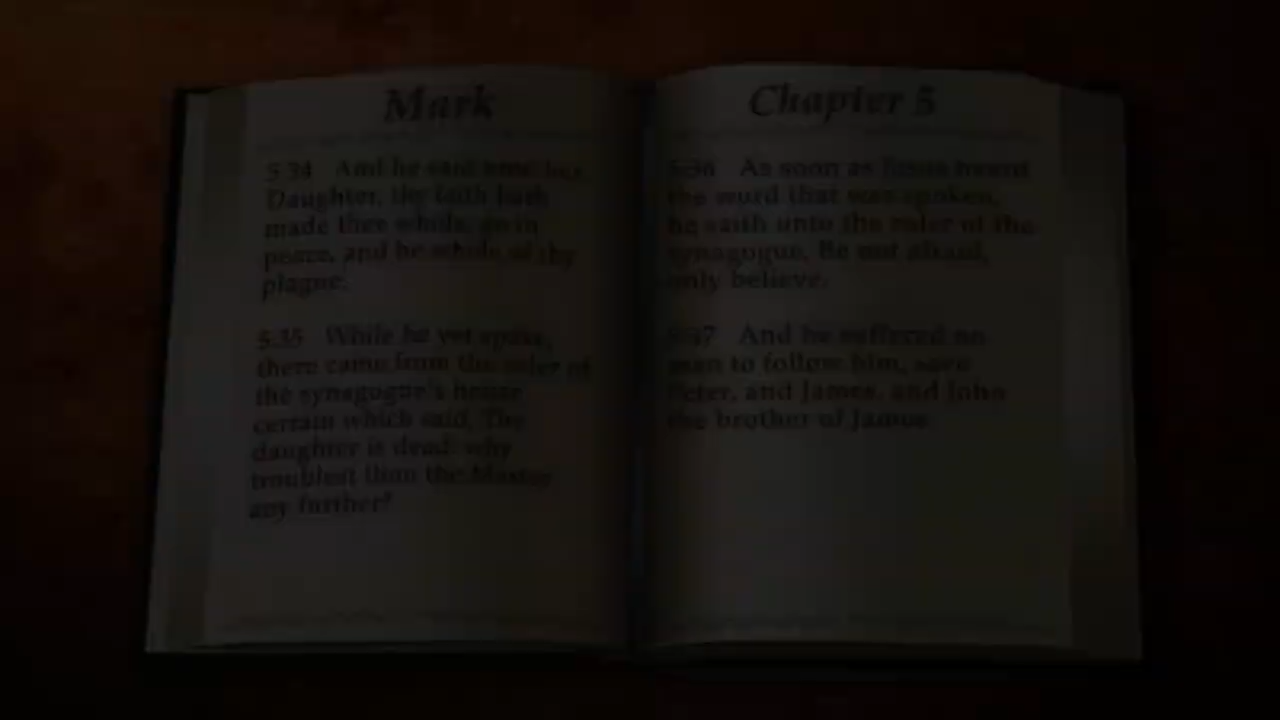 Mark
5:34 And he said unto her,
Daughter, thy faith hath
made thee whole; go in
peace, and be whole of thy
plague.
5:35 While he yet spake,
there came from the ruler of
the synagogue's house
certain which said, Thy
daughter is dead: why
troublest thou the Master
any further?
Chapter 5
5:36 As soon as Jesus heard
the word that was spoken,
he saith unto the ruler of the
synagogue, Be not afraid,
only believe.
5:37 And he suffered no
man to follow him, save
Peter, and James, and John
the brother of James.